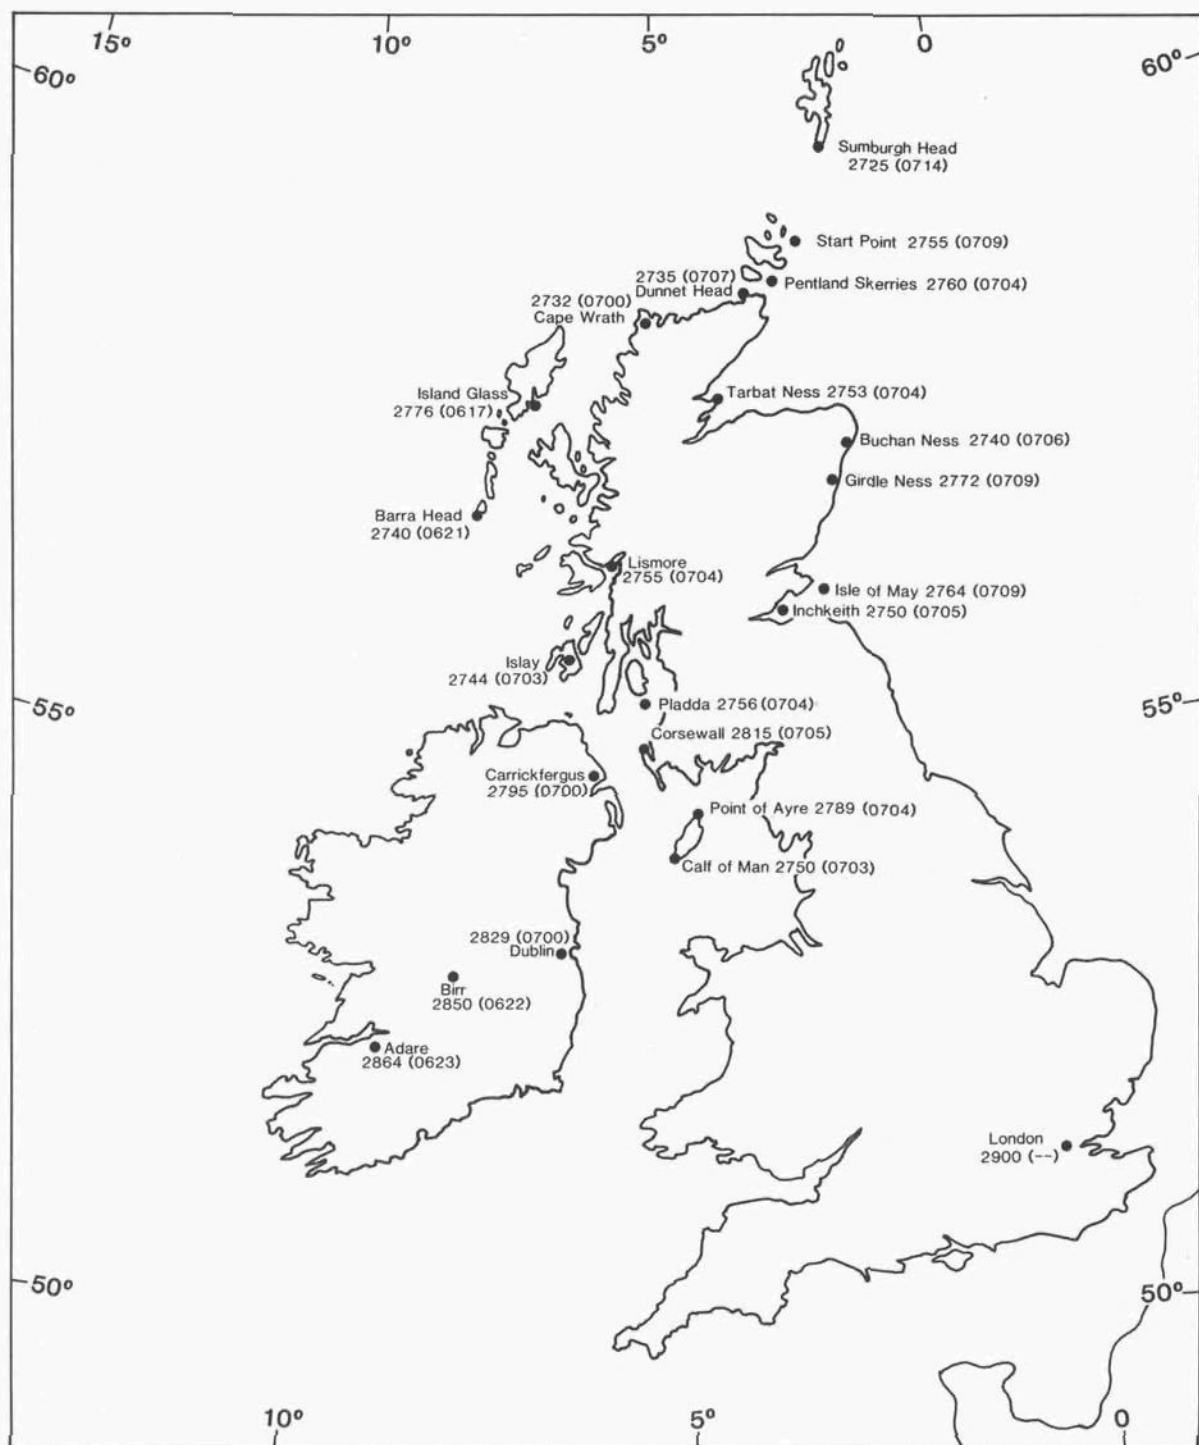 15° 10° 5° 0
60° 60°
Sumburgh Head
2725 (0714)
Start Point 2755 (0709)
2735 (0707)
Dunnet Head
Pentland Skerries 2760 (0704)
2732 (0700)
Cape Wrath
Island Glass
2776 (0617)
Tarbat Ness 2753 (0704)
Buchan Ness 2740 (0706)
Girdle Ness 2772 (0709)
Barra Head
2740 (0621)
Lismore
2755 (0704)
Isle of May 2764 (0709)
Inchkeith 2750 (0705)
Islay
2744 (0703)
55° 55°
Pladda 2756 (0704)
Corsewall 2815 (0705)
Carrickfergus
2795 (0700)
Point of Ayre 2789 (0704)
Calf of Man 2750 (0703)
2829 (0700)
Dublin
Birr
2850 (0622)
Adare
2864 (0623)
London
2900 (--)
50° 50°
10° 5° 0